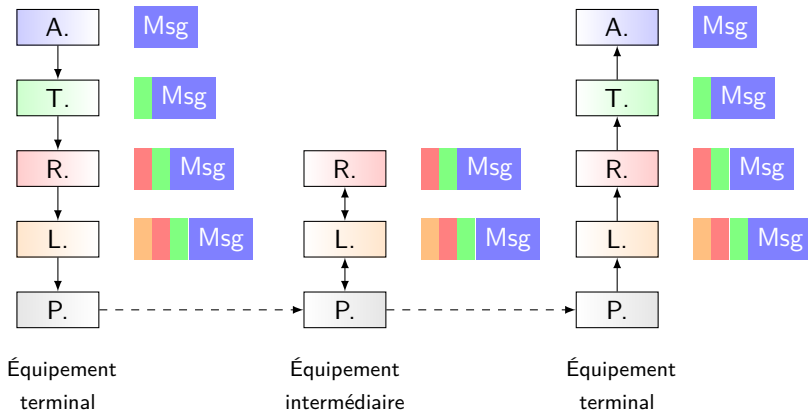 A. Msg A. Msg
T. Msg T. Msg
R. Msg R. Msg R. Msg
L. Msg L. Msg L. Msg
P. P. P.
Équipement Équipement Équipement
terminal intermédiaire terminal